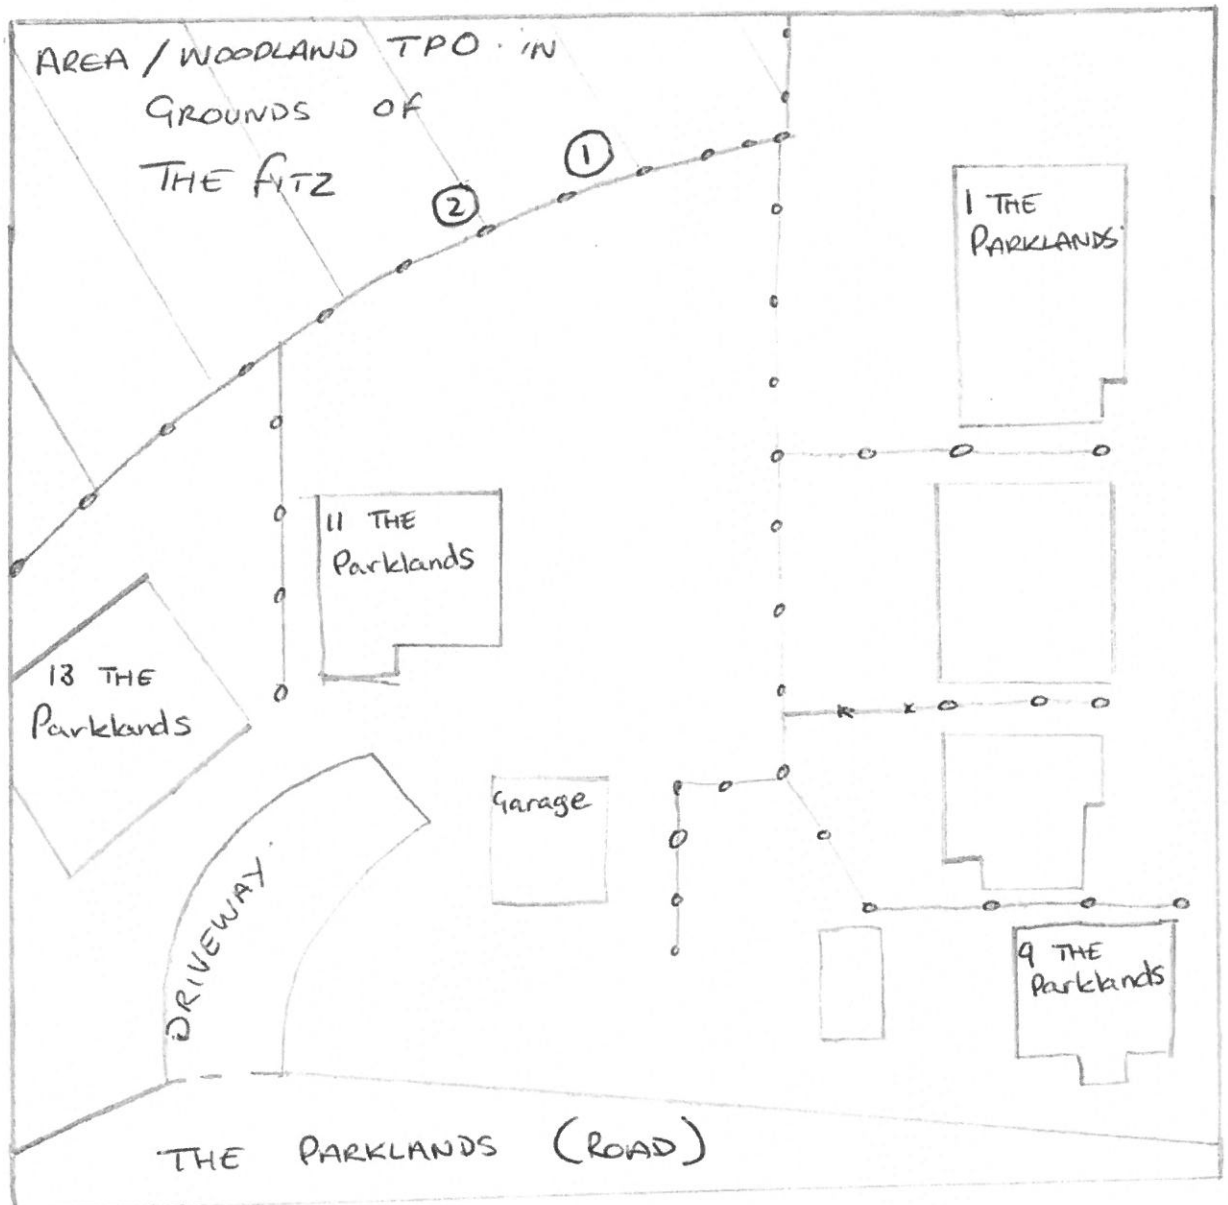 AREA / WOODLAND TPO IN
GROUNDS OF
THE FITZ
1
2
1 THE
PARKLANDS
11 THE
Parklands
13 THE
Parklands
Garage
DRIVEWAY
9 THE
Parklands
THE PARKLANDS (ROAD)